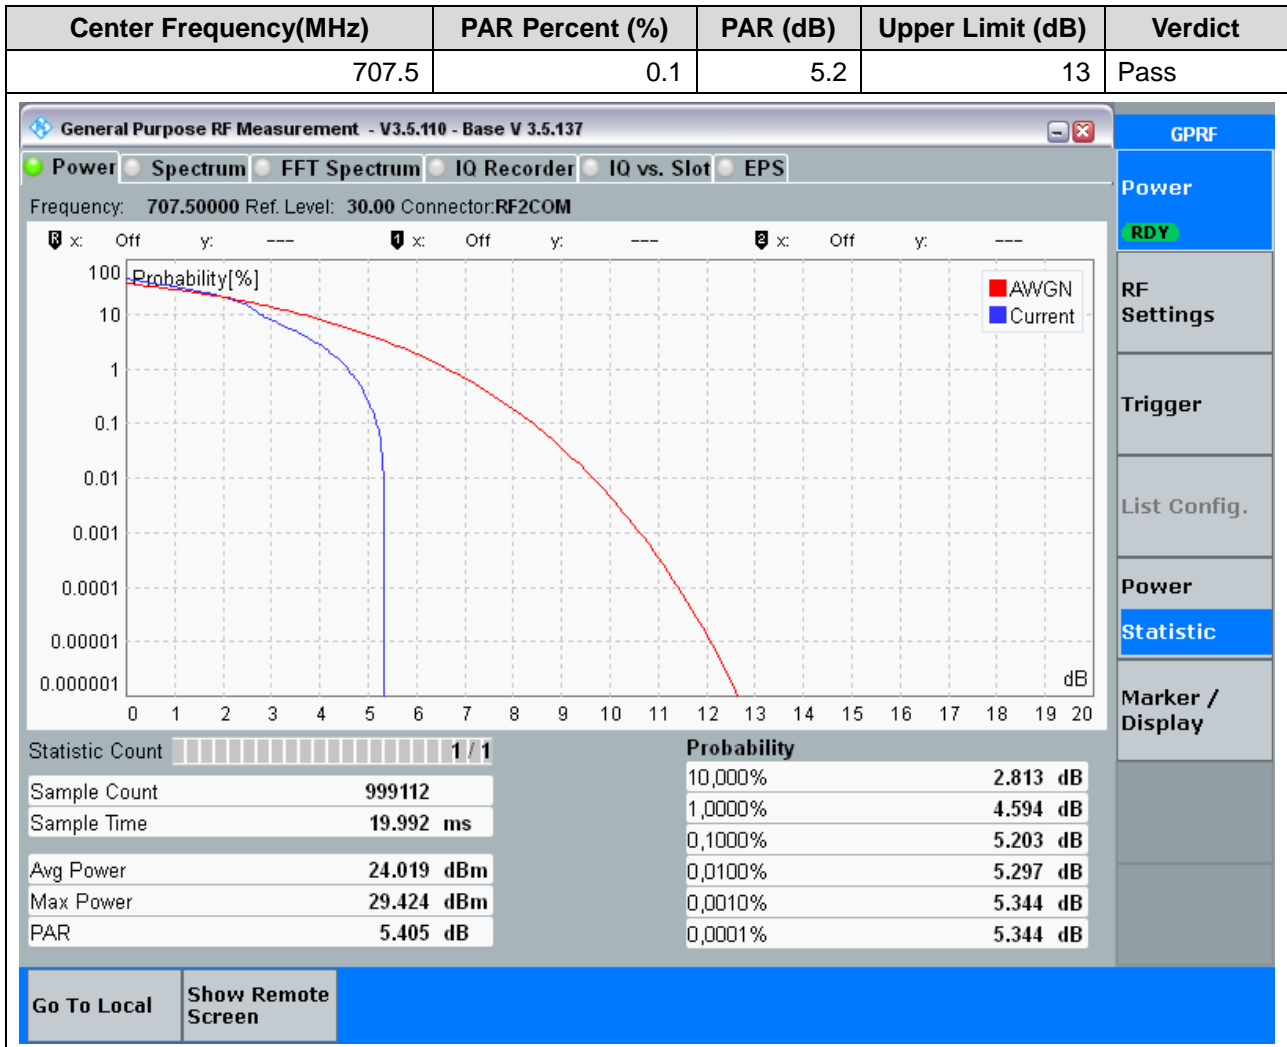 Center Frequency(MHz) PAR Percent (%) PAR (dB) Upper Limit (dB) Verdict
707.5 0.1 5.2 13 Pass
General Purpose RF Measurement - V3.5.110 - Base V 3.5.137
GPRF
Power Spectrum FFT Spectrum IQ Recorder IQ vs. Slot EPS
Power
RDY
Frequency: 707.50000 Ref. Level: 30.00 Connector:RF2COM
R x: Off y: --- 1 x: Off y: --- 2 x: Off y: ---
Probability[%]
AWGN
Current
100
10
1
0.1
0.01
0.001
0.0001
0.00001
0.000001
dB
0 1 2 3 4 5 6 7 8 9 10 11 12 13 14 15 16 17 18 19 20
RF
Settings
Trigger
List Config.
Power
Statistic
Marker /
Display
Statistic Count 1 / 1
Sample Count 999112
Sample Time 19.992 ms
Avg Power 24.019 dBm
Max Power 29.424 dBm
PAR 5.405 dB
Probability
10,000% 2.813 dB
1,0000% 4.594 dB
0,1000% 5.203 dB
0,0100% 5.297 dB
0,0010% 5.344 dB
0,0001% 5.344 dB
Go To Local
Show Remote
Screen